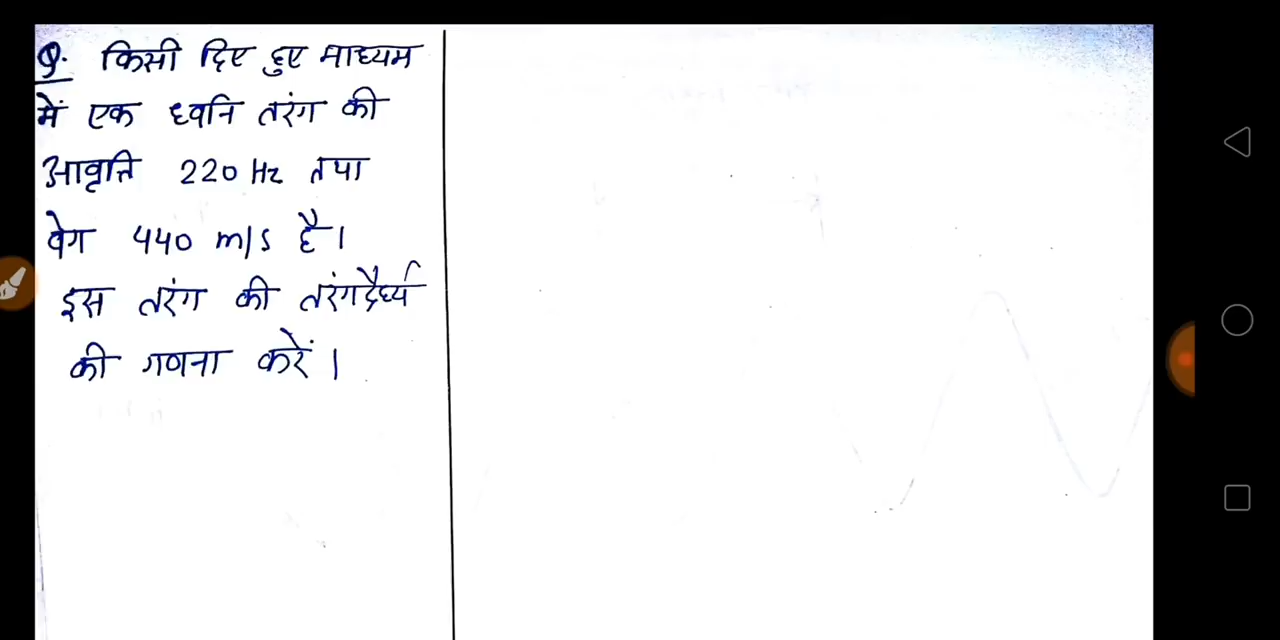 Q. किसी दिए हुए माध्यम
में एक ध्वनि तरंग की
आवृत्ति 220 Hz तथा
वेग 440 m/s है।
इस तरंग की तरंगदैर्ध्य
की गणना करें।